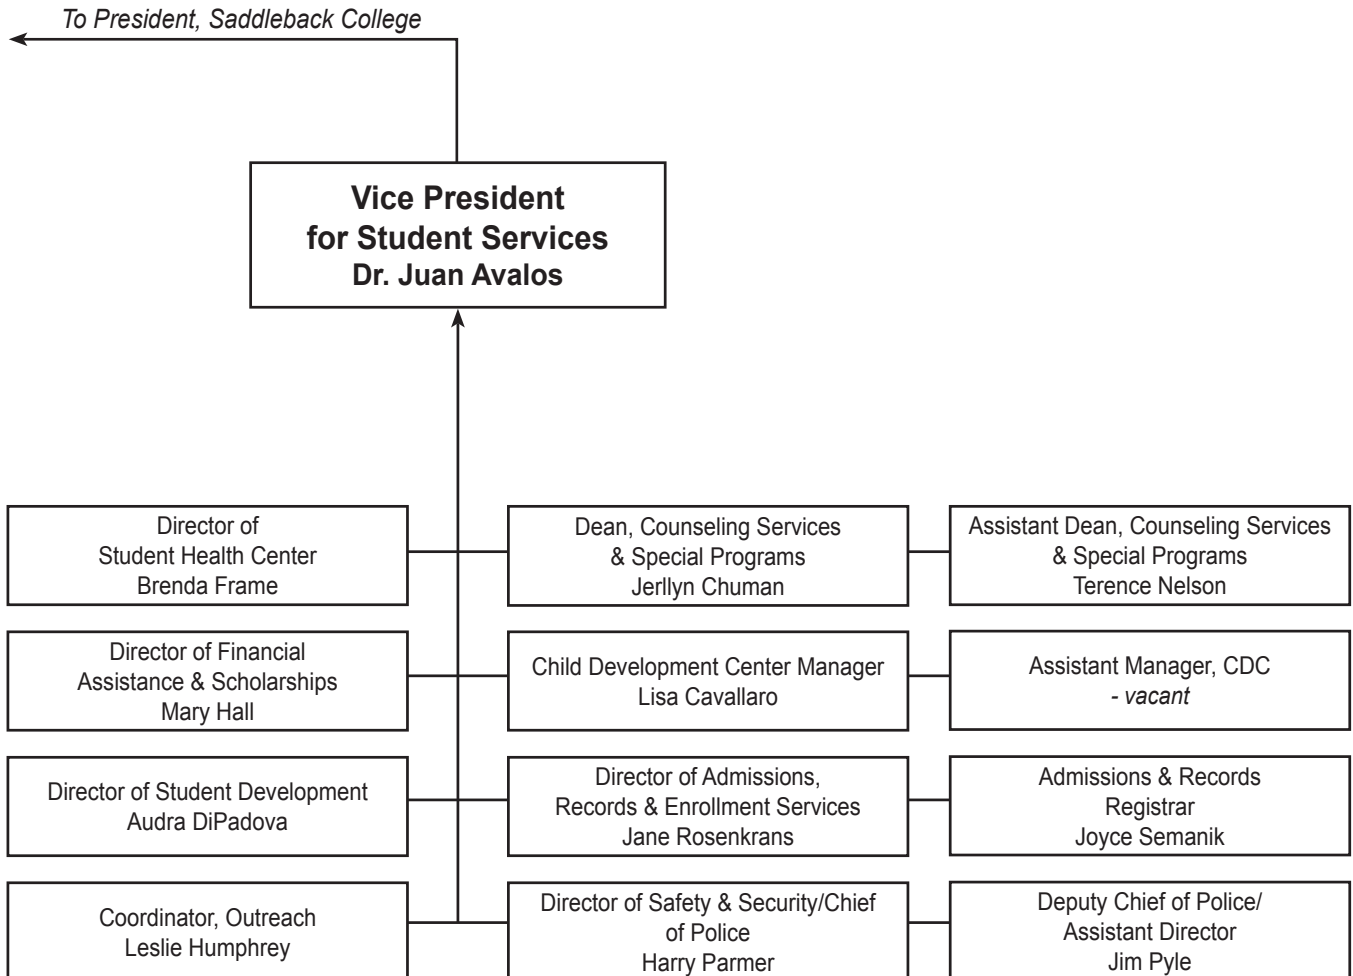 To President, Saddleback College
Vice President
for Student Services
Dr. Juan Avalos
Director of
Student Health Center
Brenda Frame
Dean, Counseling Services
& Special Programs
Jerllyn Chuman
Assistant Dean, Counseling Services
& Special Programs
Terence Nelson
Director of Financial
Assistance & Scholarships
Mary Hall
Child Development Center Manager
Lisa Cavallaro
Assistant Manager, CDC
- vacant
Director of Student Development
Audra DiPadova
Director of Admissions,
Records & Enrollment Services
Jane Rosenkrans
Admissions & Records
Registrar
Joyce Semanik
Coordinator, Outreach
Leslie Humphrey
Director of Safety & Security/Chief
of Police
Harry Parmer
Deputy Chief of Police/
Assistant Director
Jim Pyle